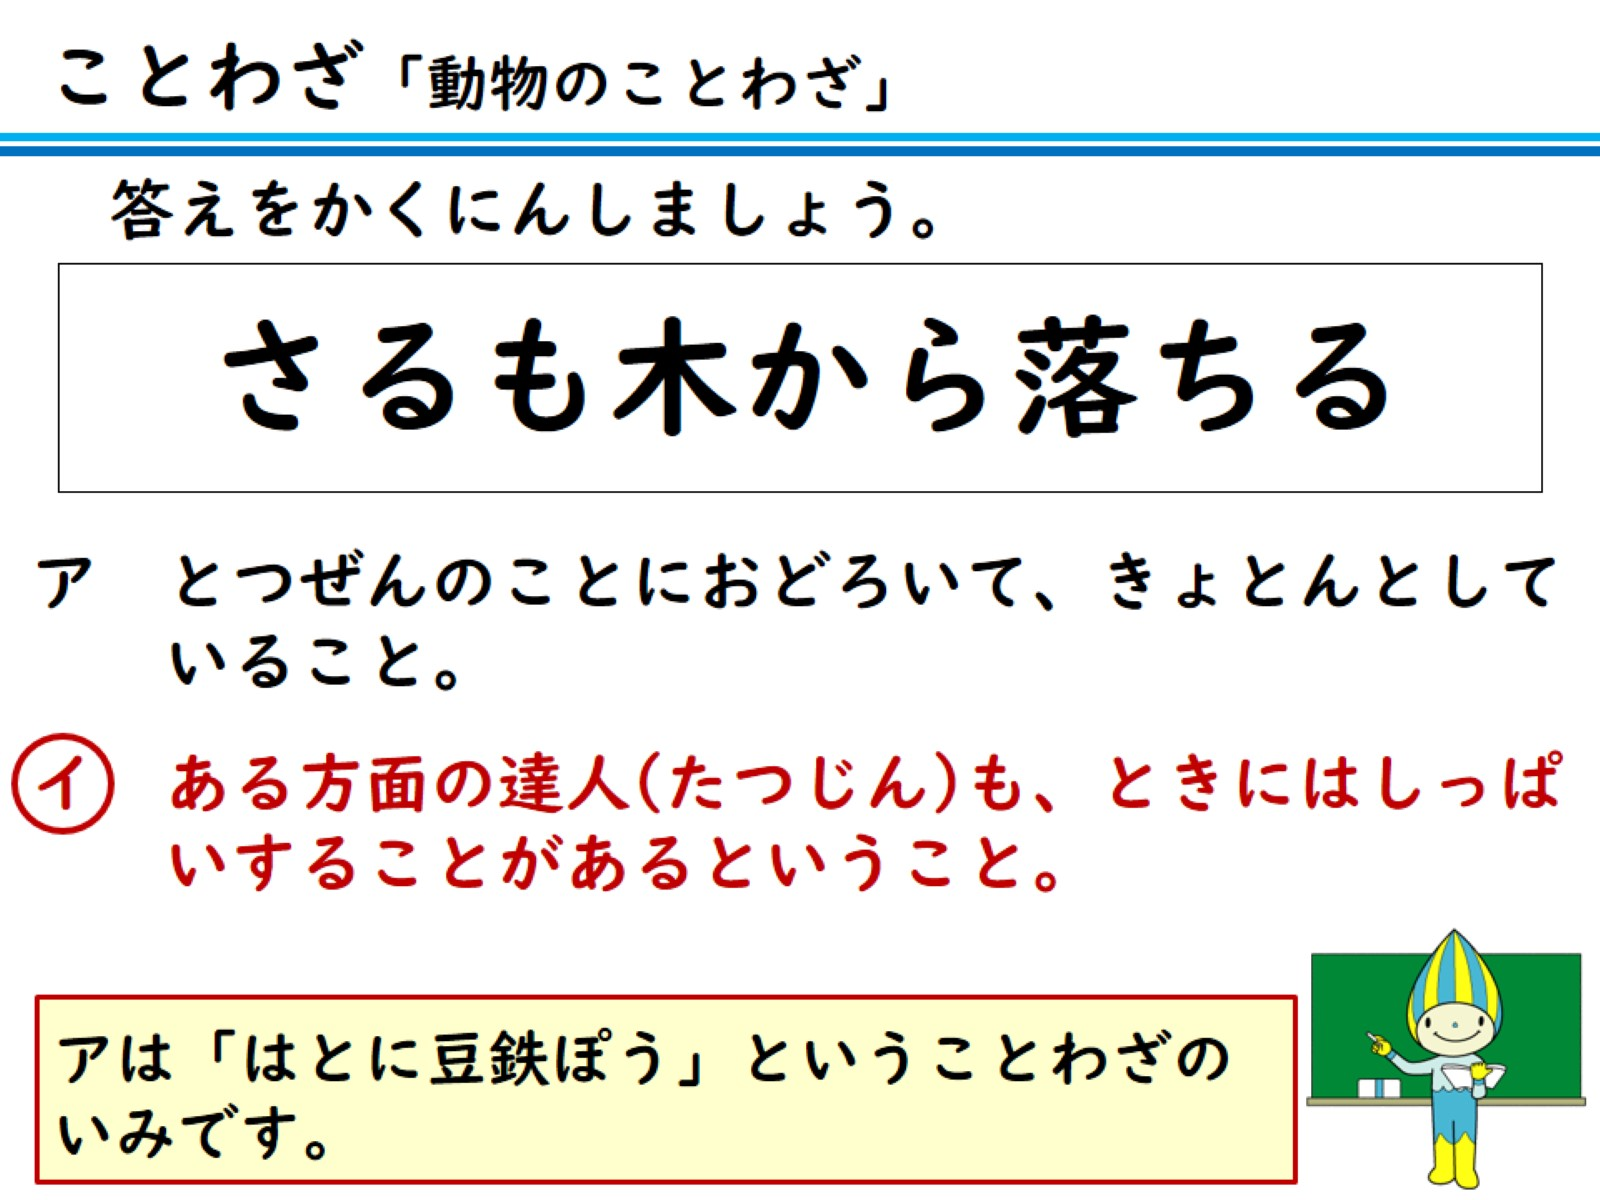 ことわざ「動物のことわざ」
答えをかくにんしましょう。
さるも木から落ちる
ア　とつぜんのことにおどろいて、きょとんとして
いること。
イ　ある方面の達人(たつじん)も、ときにはしっぱ
いすることがあるということ。
アは「はとに豆鉄ぽう」ということわざの
いみです。